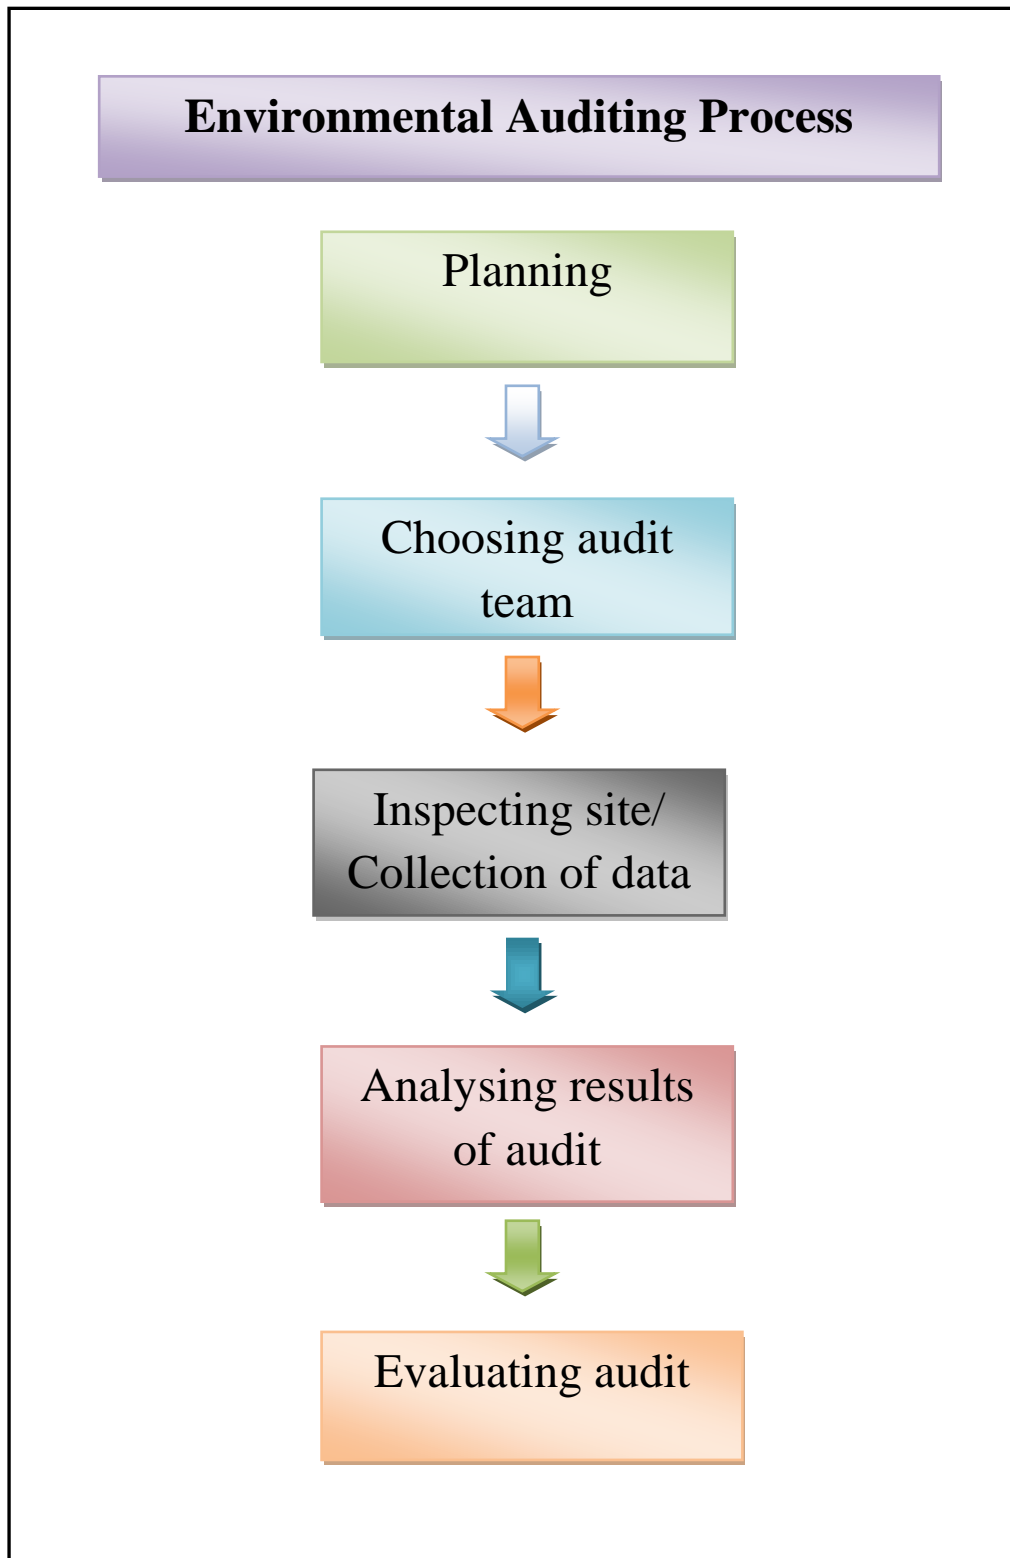 Environmental Auditing Process
Planning
Choosing audit
team
Inspecting site/
Collection of data
Analysing results
of audit
Evaluating audit